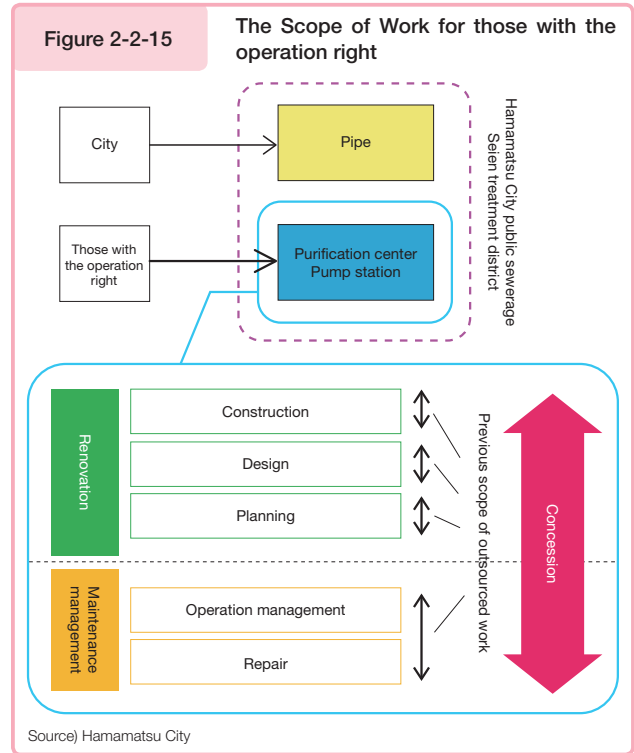 Figure 2-2-15
The Scope of Work for those with the
operation right
City
Pipe
Those with
the operation
right
Purification center
Pump station
Hamamatsu City public sewerage
Seien treatment district
Renovation
Construction
Design
Planning
Maintenance
management
Operation management
Repair
Previous scope of outsourced work
Concession
Source) Hamamatsu City